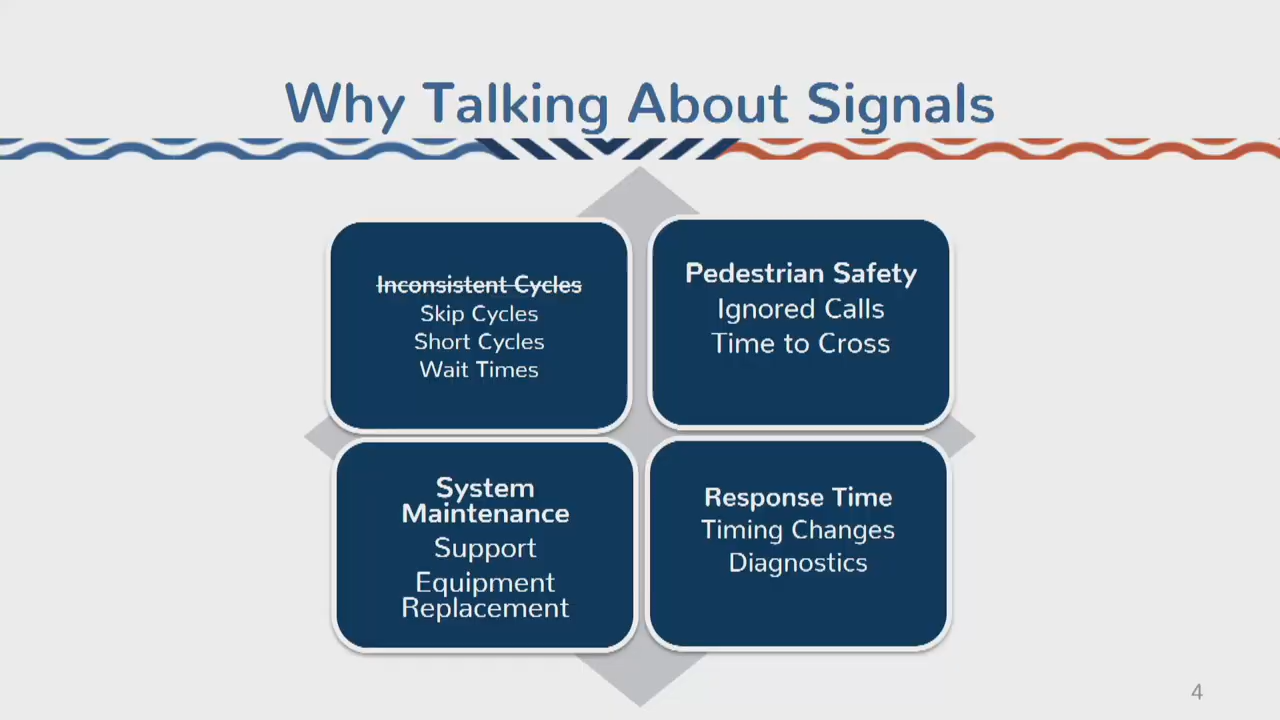 Why Talking About Signals
Inconsistent Cycles
Skip Cycles
Short Cycles
Wait Times
Pedestrian Safety
Ignored Calls
Time to Cross
System
Maintenance
Support
Equipment
Replacement
Response Time
Timing Changes
Diagnostics
4